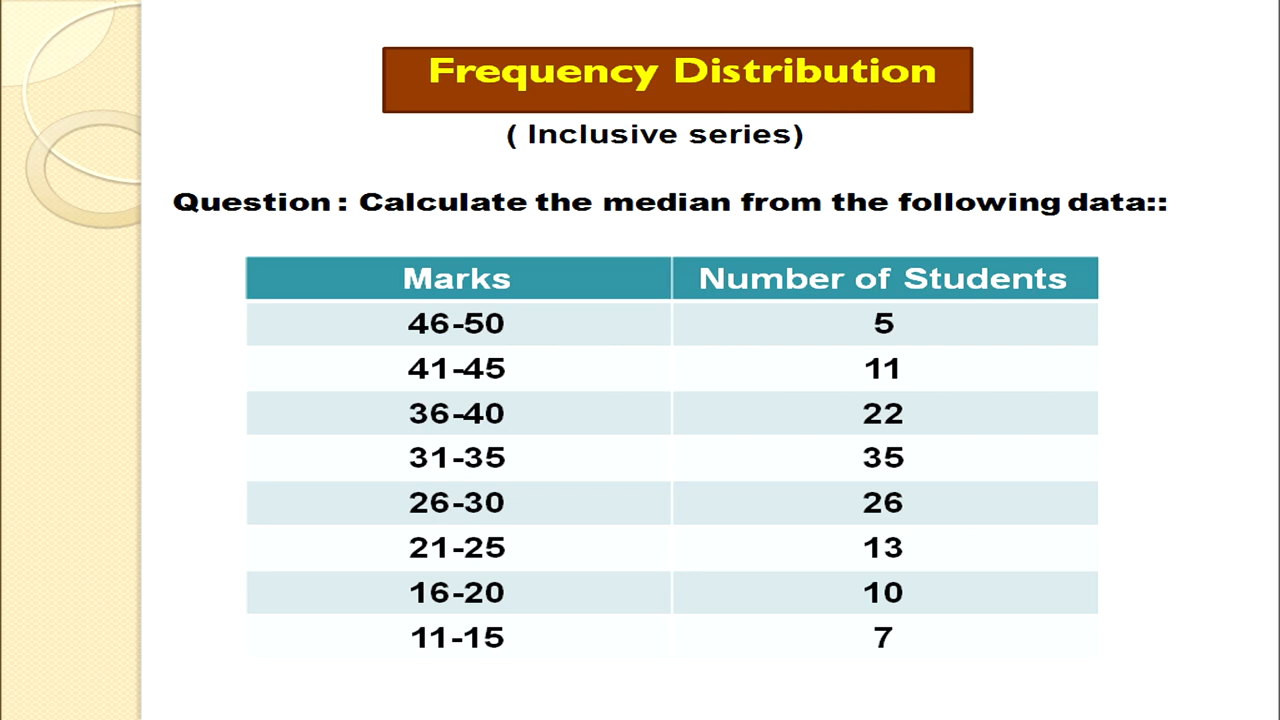 Frequency Distribution
( Inclusive series)
Question : Calculate the median from the following data::
Marks Number of Students
46-50 5
41-45 11
36-40 22
31-35 35
26-30 26
21-25 13
16-20 10
11-15 7